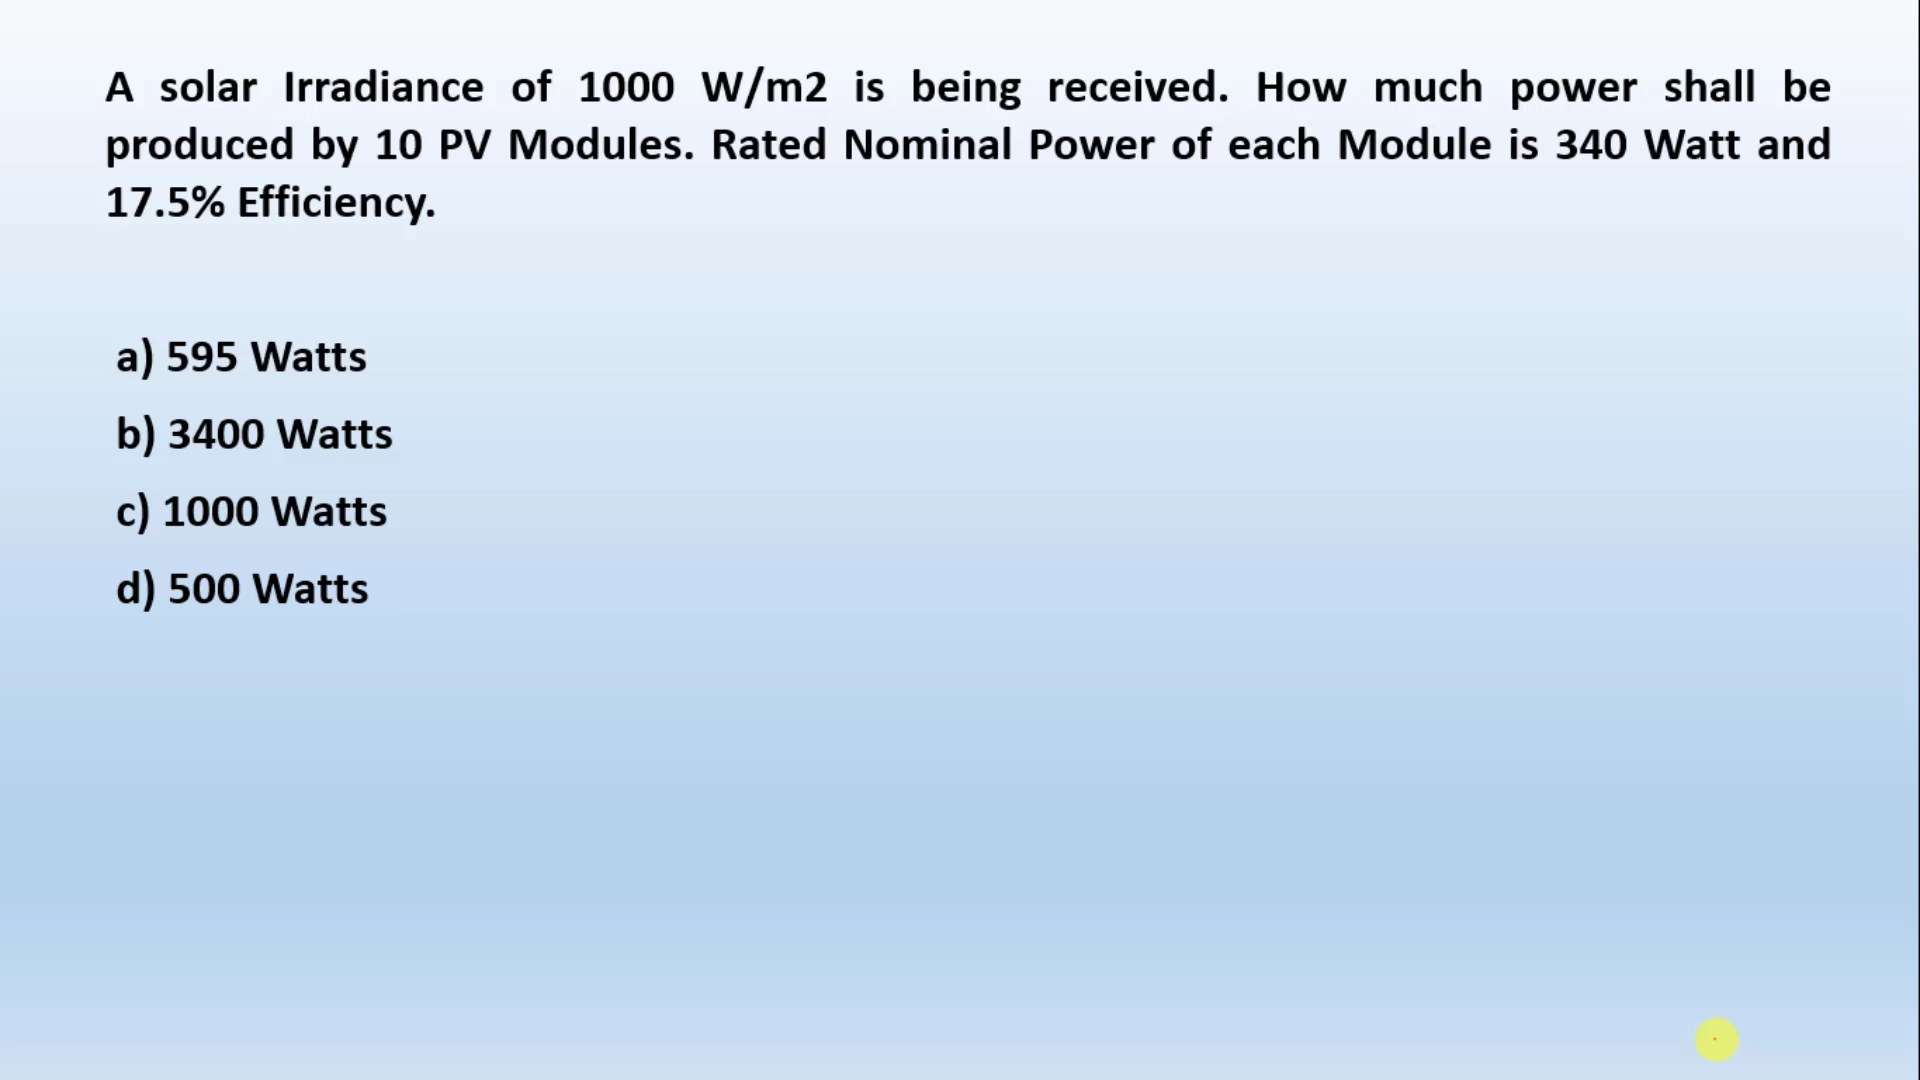 A solar Irradiance of 1000 W/m2 is being received. How much power shall be
produced by 10 PV Modules. Rated Nominal Power of each Module is 340 Watt and
17.5% Efficiency.
a) 595 Watts
b) 3400 Watts
c) 1000 Watts
d) 500 Watts